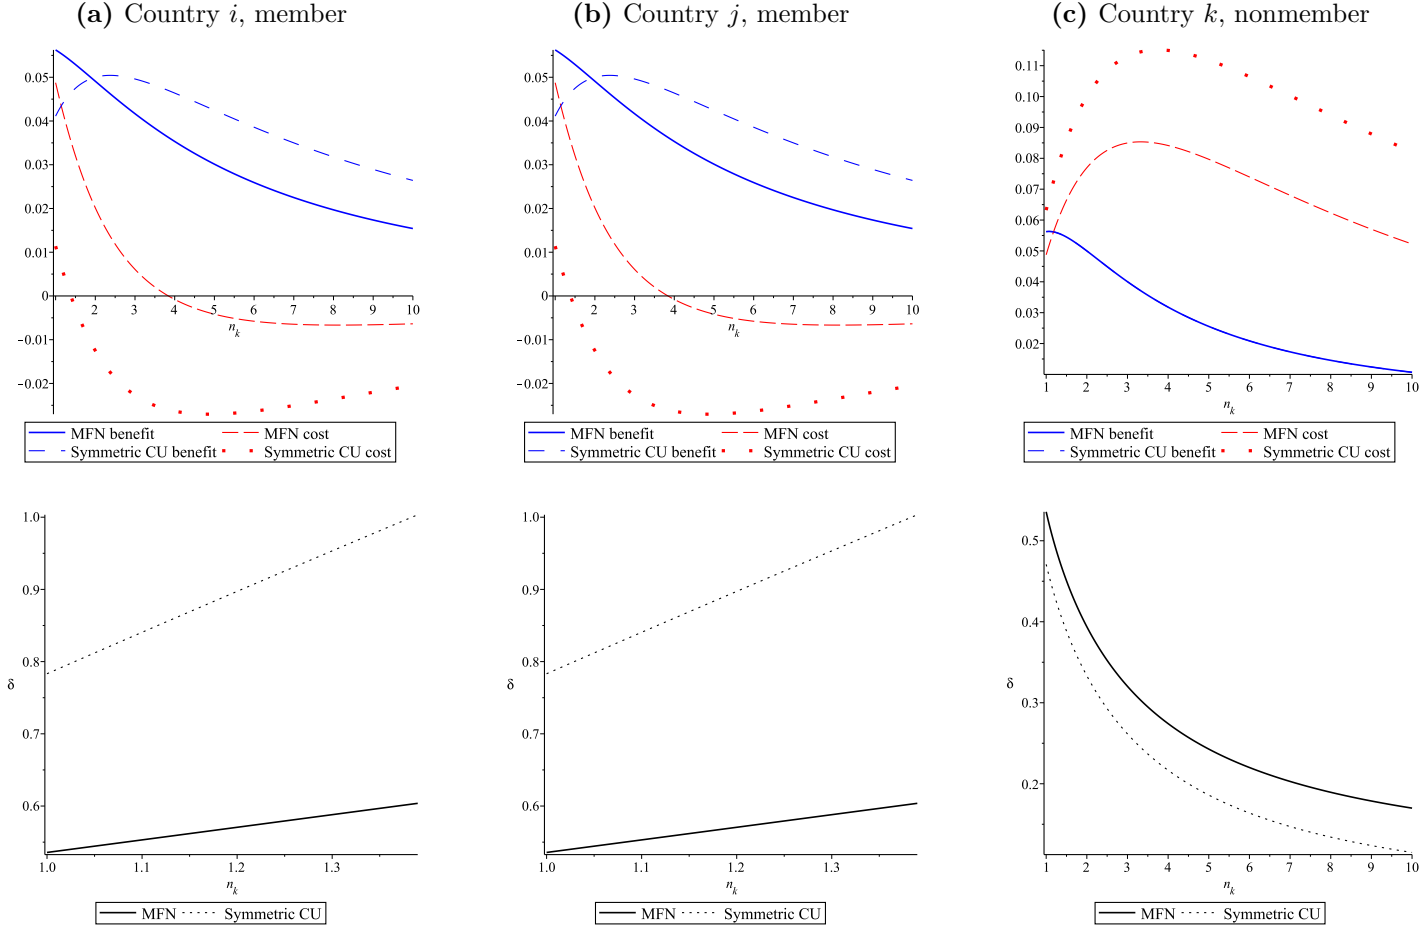 (a) Country i, member
0.05
0.04
0.03
0.02
0.01
0
−0.01
−0.02
2 3 4 5 6 7 8 9 10
n_k
MFN benefit MFN cost
Symmetric CU benefit Symmetric CU cost
(b) Country j, member
0.05
0.04
0.03
0.02
0.01
0
−0.01
−0.02
2 3 4 5 6 7 8 9 10
n_k
MFN benefit MFN cost
Symmetric CU benefit Symmetric CU cost
(c) Country k, nonmember
0.11
0.10
0.09
0.08
0.07
0.06
0.05
0.04
0.03
0.02
1 2 3 4 5 6 7 8 9 10
n_k
MFN benefit MFN cost
Symmetric CU benefit Symmetric CU cost
1.0
0.9
0.8
δ
0.7
0.6
1.0 1.1 1.2 1.3
n_k
MFN Symmetric CU
1.0
0.9
0.8
δ
0.7
0.6
1.0 1.1 1.2 1.3
n_k
MFN Symmetric CU
0.5
0.4
δ
0.3
0.2
1 2 3 4 5 6 7 8 9 10
n_k
MFN Symmetric CU